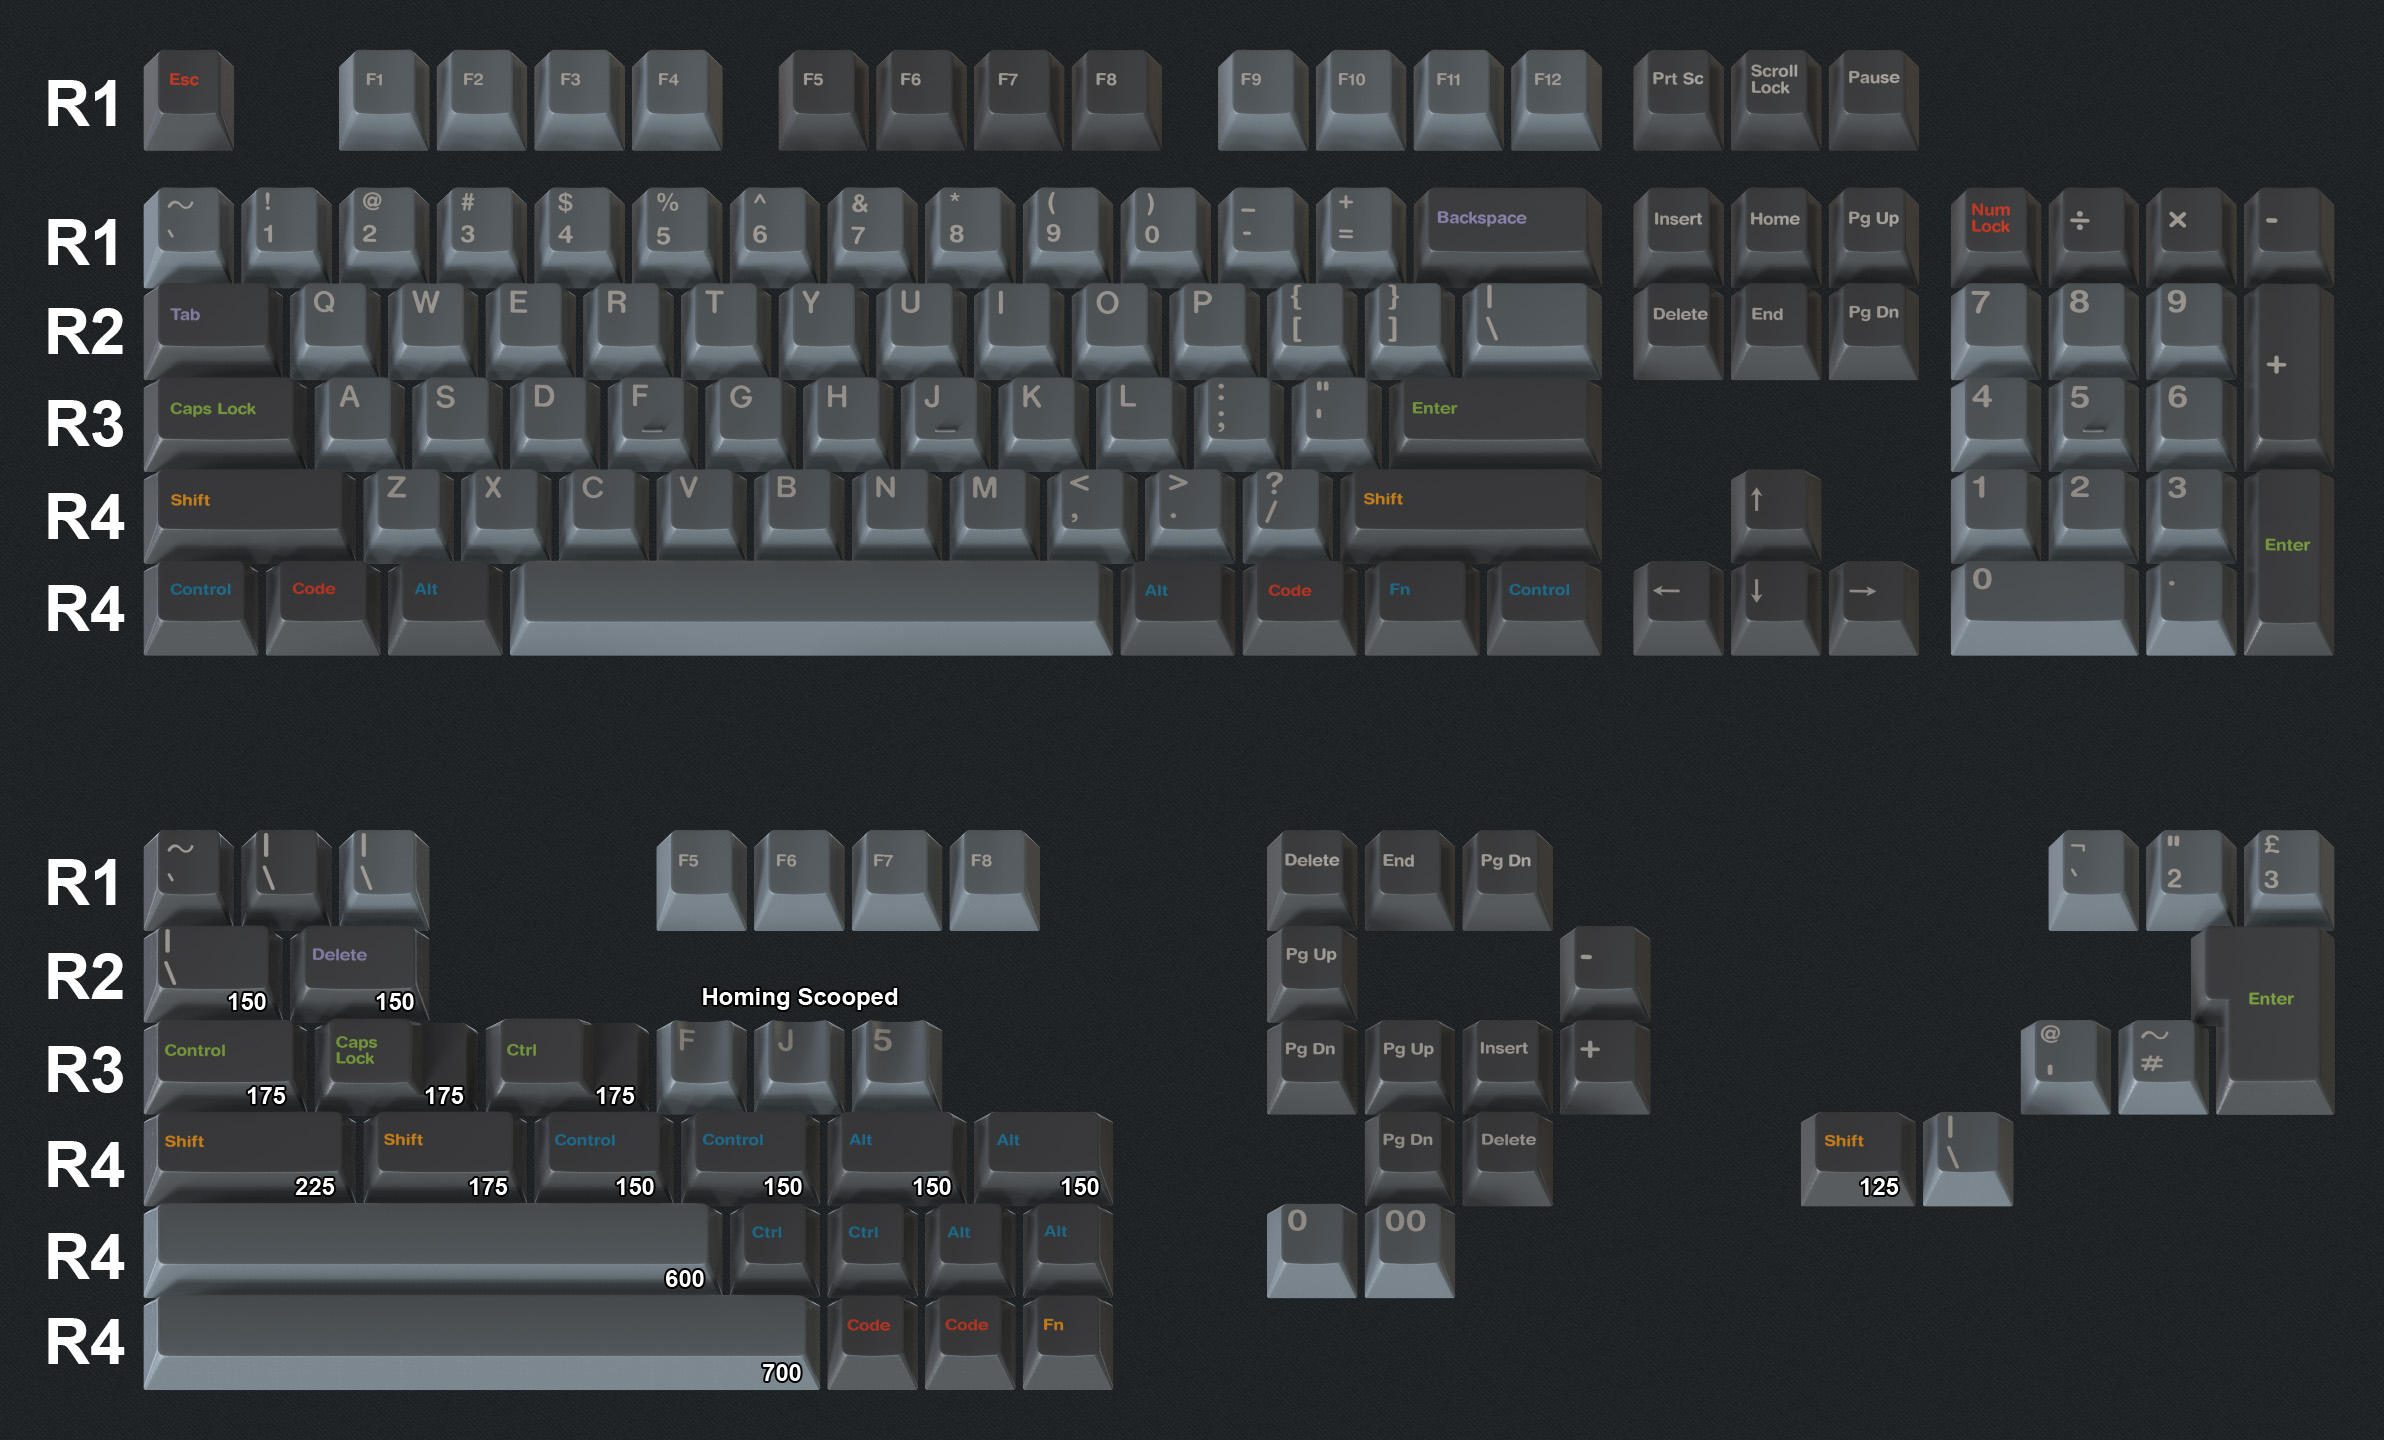 R1 Esc F1 F2 F3 F4 F5 F6 F7 F8 F9 F10 F11 F12 Prt Sc Scroll Lock Pause
R1 ~ ` ! 1 @ 2 # 3 $ 4 % 5 ^ 6 & 7 * 8 ( 9 ) 0 _ - + = Backspace Insert Home Pg Up Num Lock ÷ × -
R2 Tab Q W E R T Y U I O P { [ } ] | \ Delete End Pg Dn 7 8 9 +
R3 Caps Lock A S D F G H J K L : ; " ' Enter 4 5 6
R4 Shift Z X C V B N M < , > . ? / Shift ↑ 1 2 3 Enter
R4 Control Code Alt Alt Code Fn Control ← ↓ → 0 .
R1 ~ ` | \ | \ F5 F6 F7 F8 Delete End Pg Dn ¬ ` " 2 £ 3
R2 | \ 150 Delete 150 Homing Scooped Pg Up - Enter
R3 Control 175 Caps Lock 175 Ctrl 175 F J 5 Pg Dn Pg Up Insert + @ ' ~ #
R4 Shift 225 Shift 175 Control 150 Control 150 Alt 150 Alt 150 Pg Dn Delete Shift 125 | \
R4 600 Ctrl Ctrl Alt Alt 0 00
R4 700 Code Code Fn